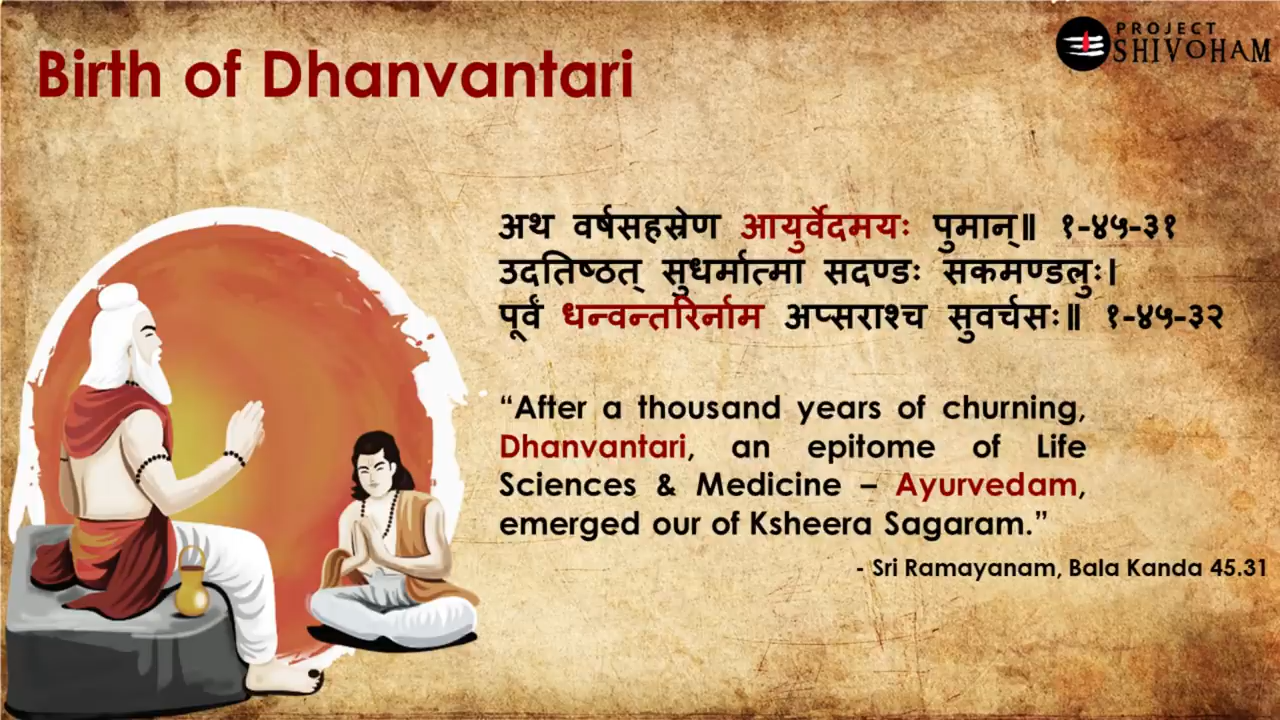 Birth of Dhanvantari
PROJECT
SHIVOHAM
अथ वर्षसहस्रेण आयुर्वेदमयः पुमान्॥ १-४५-३१
उदतिष्ठत् सुधर्मात्मा सदण्डः सकमण्डलुः।
पूर्वं धन्वन्तरिर्नाम अप्सराश्च सुवर्चसः॥ १-४५-३२
“After a thousand years of churning,
Dhanvantari, an epitome of Life
Sciences & Medicine – Ayurvedam,
emerged our of Ksheera Sagaram.”
- Sri Ramayanam, Bala Kanda 45.31